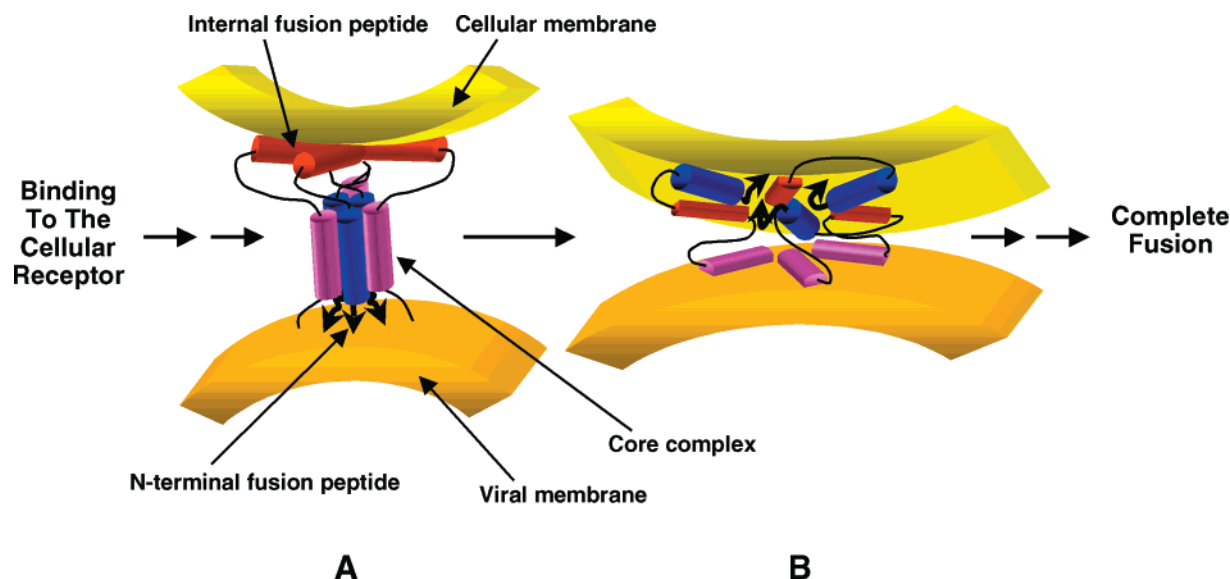 Internal fusion peptide
Cellular membrane
Binding
To The
Cellular
Receptor
Complete
Fusion
Core complex
N-terminal fusion peptide
Viral membrane
A
B